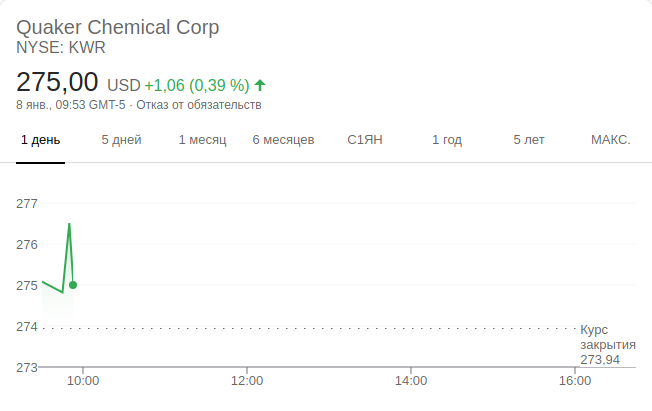 Quaker Chemical Corp
NYSE: KWR
275,00 USD +1,06 (0,39 %)
8 янв., 09:53 GMT-5 · Отказ от обязательств
1 день 5 дней 1 месяц 6 месяцев С1ЯН 1 год 5 лет МАКС.
277
276
275
274
Курс
закрытия
273,94
273
10:00 12:00 14:00 16:00